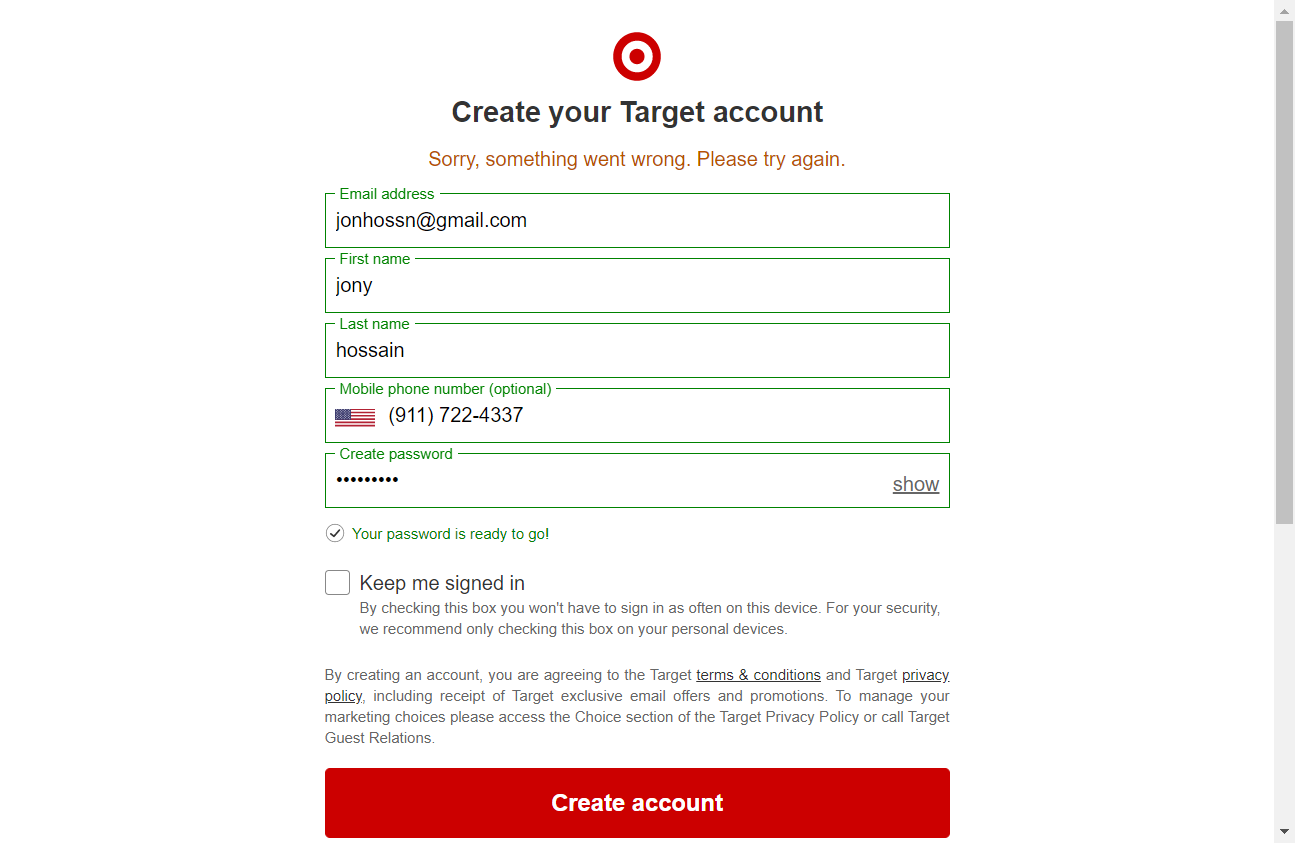 Create your Target account
Sorry, something went wrong. Please try again.
Email address
jonhossn@gmail.com
First name
jony
Last name
hossain
Mobile phone number (optional)
(911) 722-4337
Create password
•••••••••
show
Your password is ready to go!
Keep me signed in
By checking this box you won't have to sign in as often on this device. For your security,
we recommend only checking this box on your personal devices.
By creating an account, you are agreeing to the Target terms & conditions and Target privacy
policy, including receipt of Target exclusive email offers and promotions. To manage your
marketing choices please access the Choice section of the Target Privacy Policy or call Target
Guest Relations.
Create account